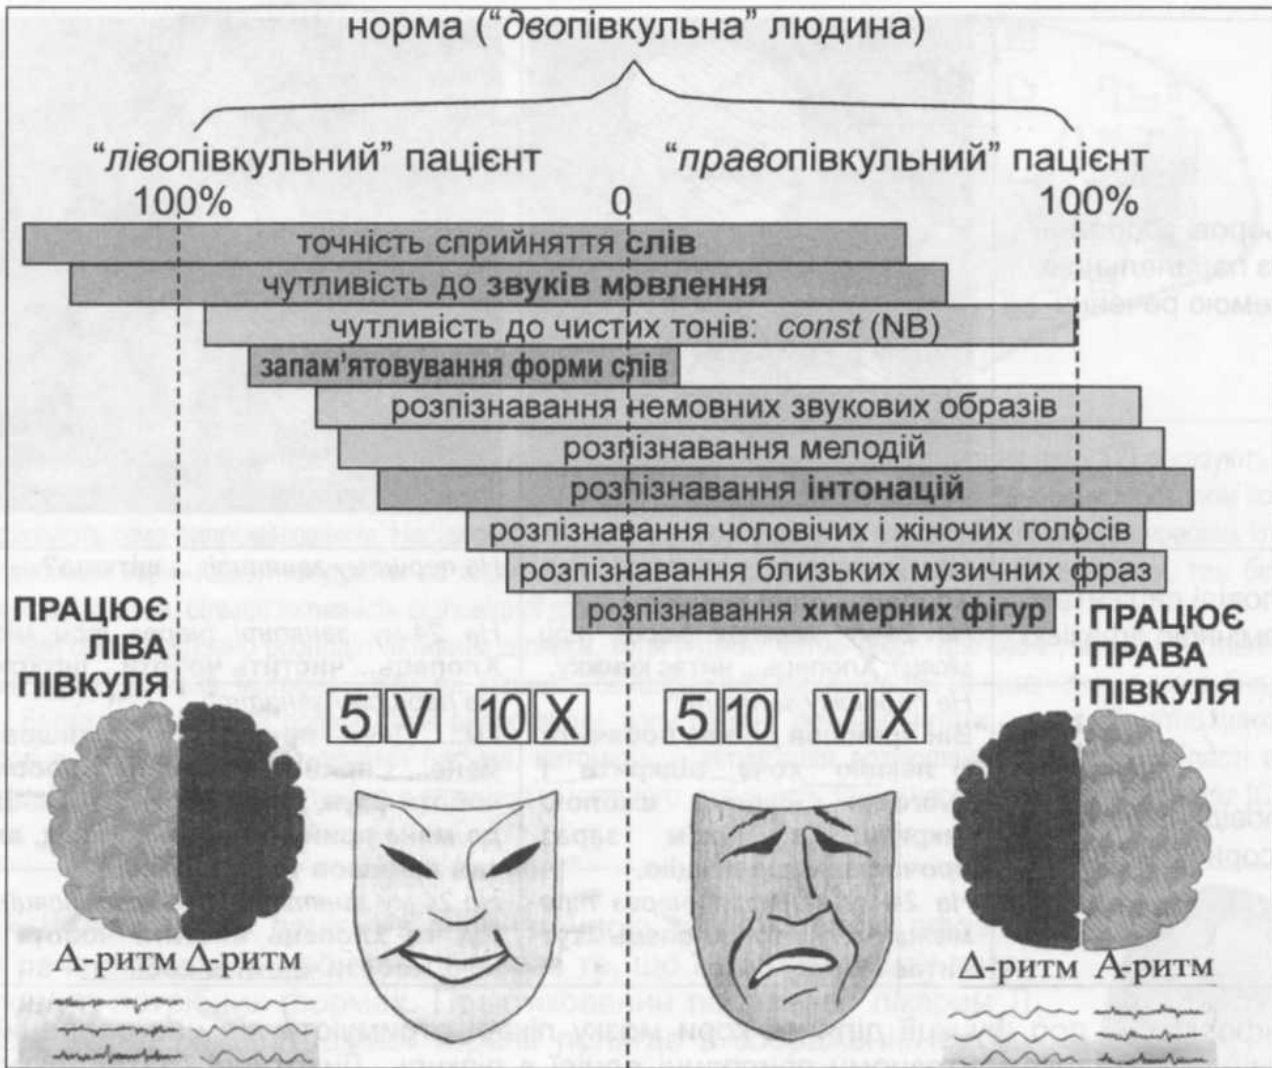 норма (“двопівкульна” людина)
“лівопівкульний” пацієнт “правопівкульний” пацієнт
100% 0 100%
точність сприйняття слів
чутливість до звуків мовлення
чутливість до чистих тонів: const (NB)
запам’ятовування форми слів
розпізнавання немовних звукових образів
розпізнавання мелодій
розпізнавання інтонацій
розпізнавання чоловічих і жіночих голосів
розпізнавання близьких музичних фраз
розпізнавання химерних фігур
ПРАЦЮЄ
ЛІВА
ПІВКУЛЯ
ПРАЦЮЄ
ПРАВА
ПІВКУЛЯ
5 V 10 X 5 10 V X
А-ритм Δ-ритм Δ-ритм А-ритм